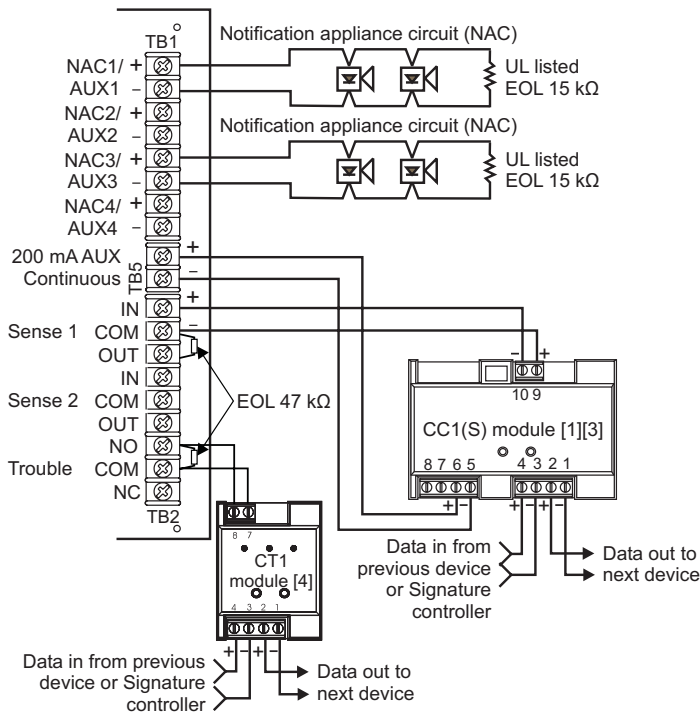 TB1
Notification appliance circuit (NAC)
NAC1/ +
AUX1 –
UL listed
EOL 15 kΩ
NAC2/ +
AUX2 –
Notification appliance circuit (NAC)
NAC3/ +
AUX3 –
UL listed
EOL 15 kΩ
NAC4/ +
AUX4 –
200 mA AUX +
Continuous –
TB5
IN +
Sense 1 COM –
OUT
IN
Sense 2 COM
OUT
EOL 47 kΩ
NO
Trouble COM
NC
TB2
– +
10 9
CC1(S) module [1][3]
8 7 6 5 4 3 2 1
+ – + – + –
Data in from
previous device
or Signature
controller
Data out to
next device
8 7
CT1
module [4]
4 3 2 1
+ – + –
Data in from previous
device or Signature
controller
Data out to
next device